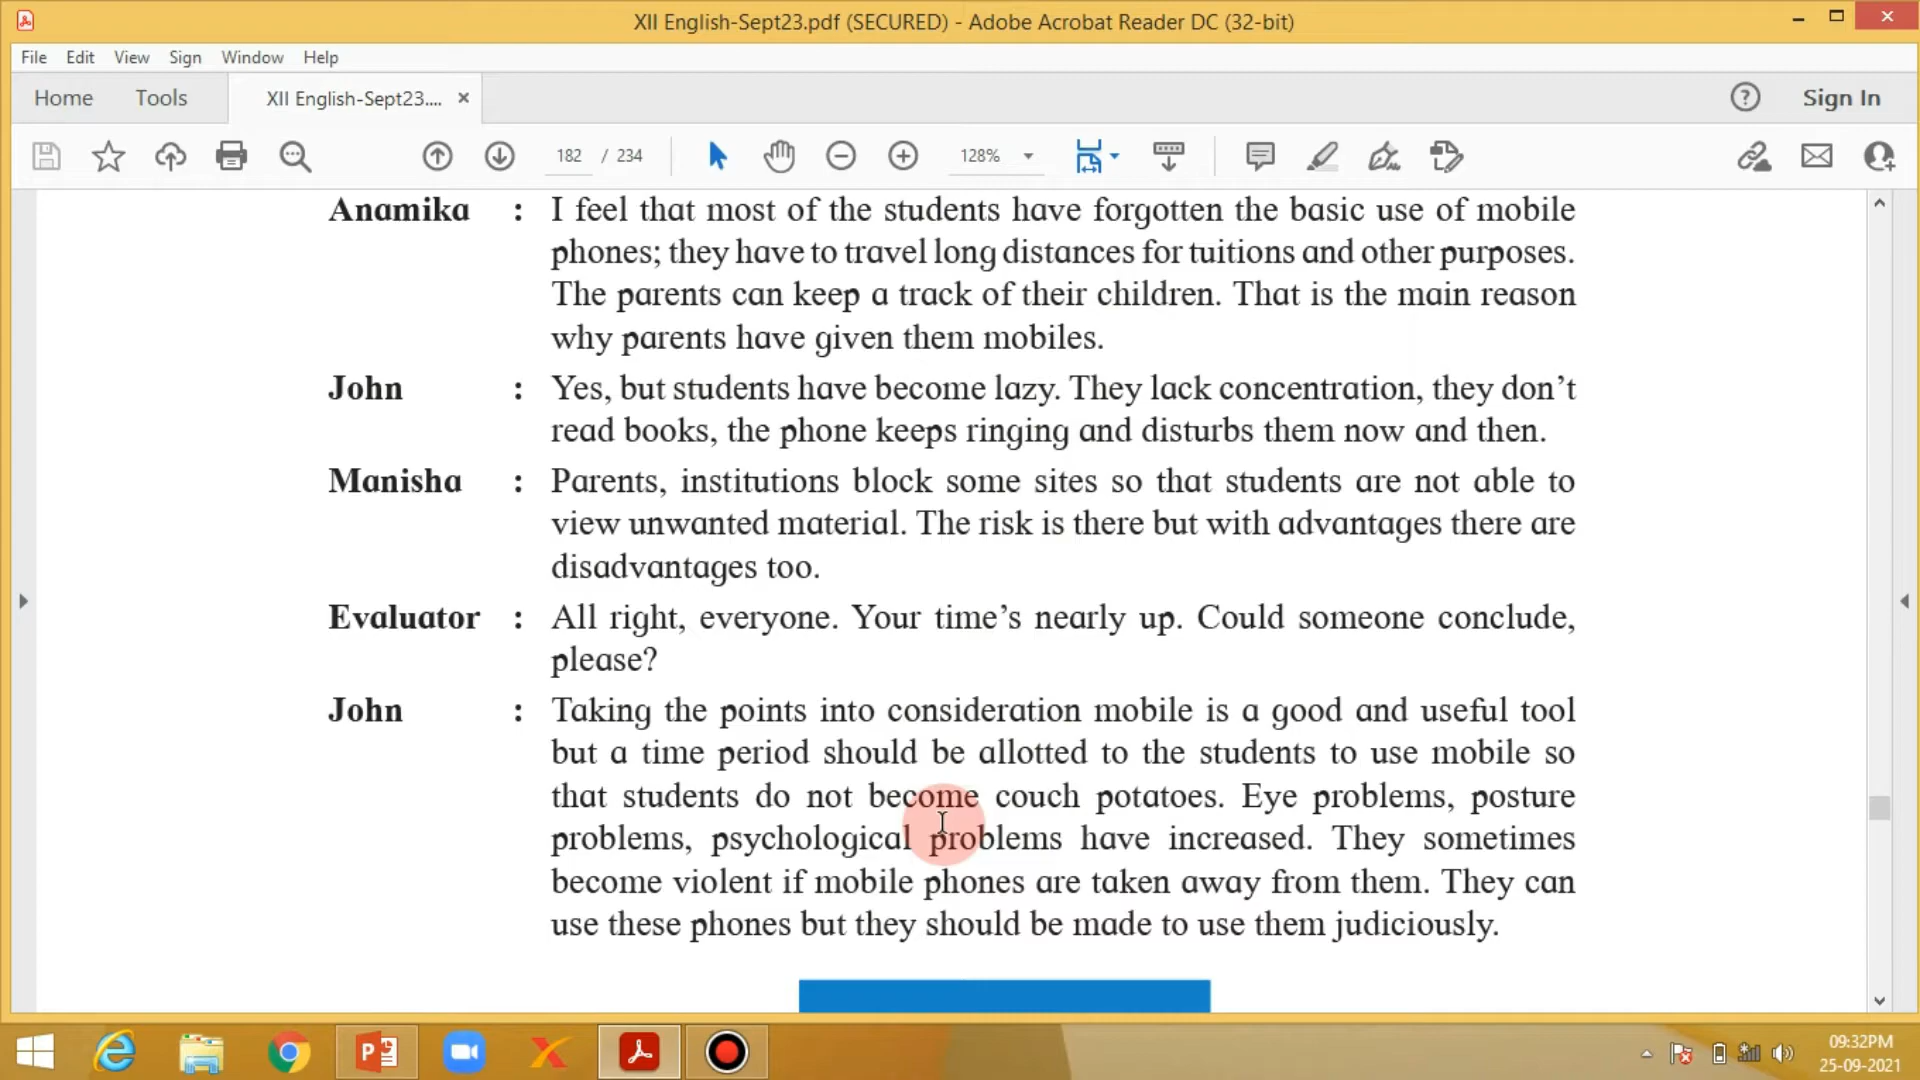 XII English-Sept23.pdf (SECURED) - Adobe Acrobat Reader DC (32-bit)
File Edit View Sign Window Help
Home Tools XII English-Sept23.... × ? Sign In
182 / 234 128%
Anamika : I feel that most of the students have forgotten the basic use of mobile
phones; they have to travel long distances for tuitions and other purposes.
The parents can keep a track of their children. That is the main reason
why parents have given them mobiles.
John : Yes, but students have become lazy. They lack concentration, they don't
read books, the phone keeps ringing and disturbs them now and then.
Manisha : Parents, institutions block some sites so that students are not able to
view unwanted material. The risk is there but with advantages there are
disadvantages too.
Evaluator : All right, everyone. Your time's nearly up. Could someone conclude,
please?
John : Taking the points into consideration mobile is a good and useful tool
but a time period should be allotted to the students to use mobile so
that students do not become couch potatoes. Eye problems, posture
problems, psychological problems have increased. They sometimes
become violent if mobile phones are taken away from them. They can
use these phones but they should be made to use them judiciously.
09:32PM
25-09-2021